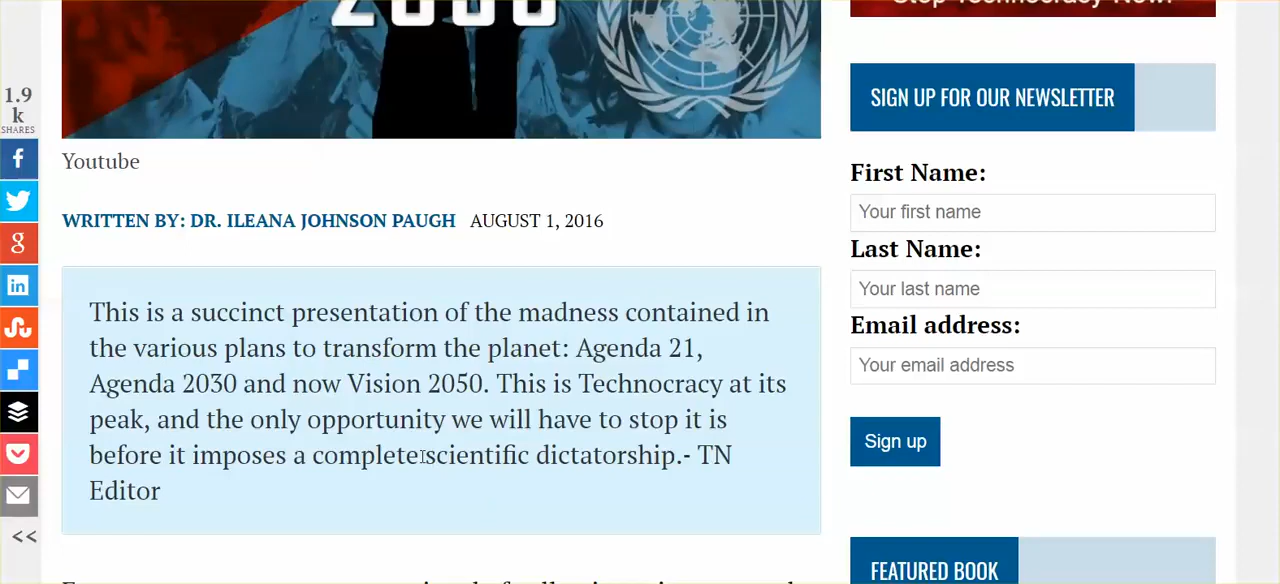 1.9
k
SHARES
Youtube
WRITTEN BY: DR. ILEANA JOHNSON PAUGH AUGUST 1, 2016
This is a succinct presentation of the madness contained in
the various plans to transform the planet: Agenda 21,
Agenda 2030 and now Vision 2050. This is Technocracy at its
peak, and the only opportunity we will have to stop it is
before it imposes a complete scientific dictatorship.- TN
Editor
<<
Stop Technocracy Now!
SIGN UP FOR OUR NEWSLETTER
First Name:
Your first name
Last Name:
Your last name
Email address:
Your email address
Sign up
FEATURED BOOK